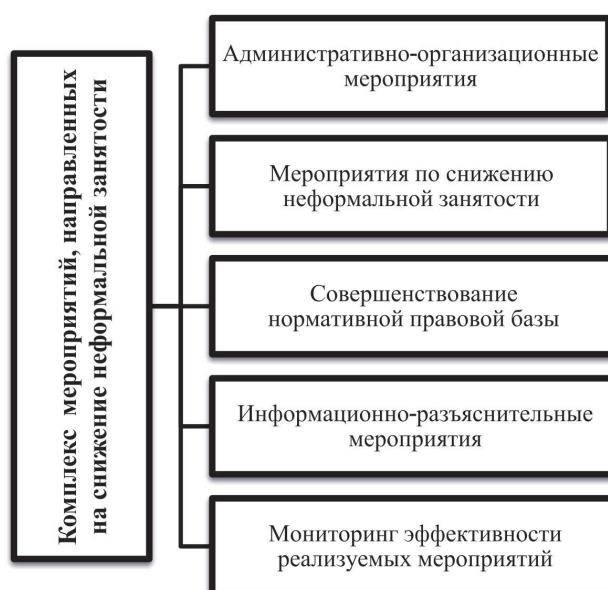 Комплекс мероприятий, направленных
на снижение неформальной занятости
Административно-организационные
мероприятия
Мероприятия по снижению
неформальной занятости
Совершенствование
нормативной правовой базы
Информационно-разъяснительные
мероприятия
Мониторинг эффективности
реализуемых мероприятий